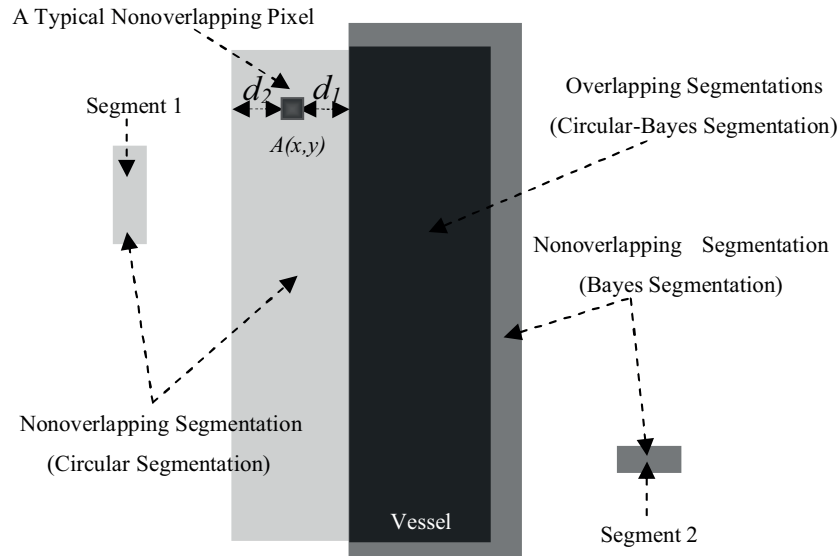 A Typical Nonoverlapping Pixel
d2
d1
A(x,y)
Segment 1
Overlapping Segmentations
(Circular-Bayes Segmentation)
Nonoverlapping Segmentation
(Bayes Segmentation)
Nonoverlapping Segmentation
(Circular Segmentation)
Vessel
Segment 2